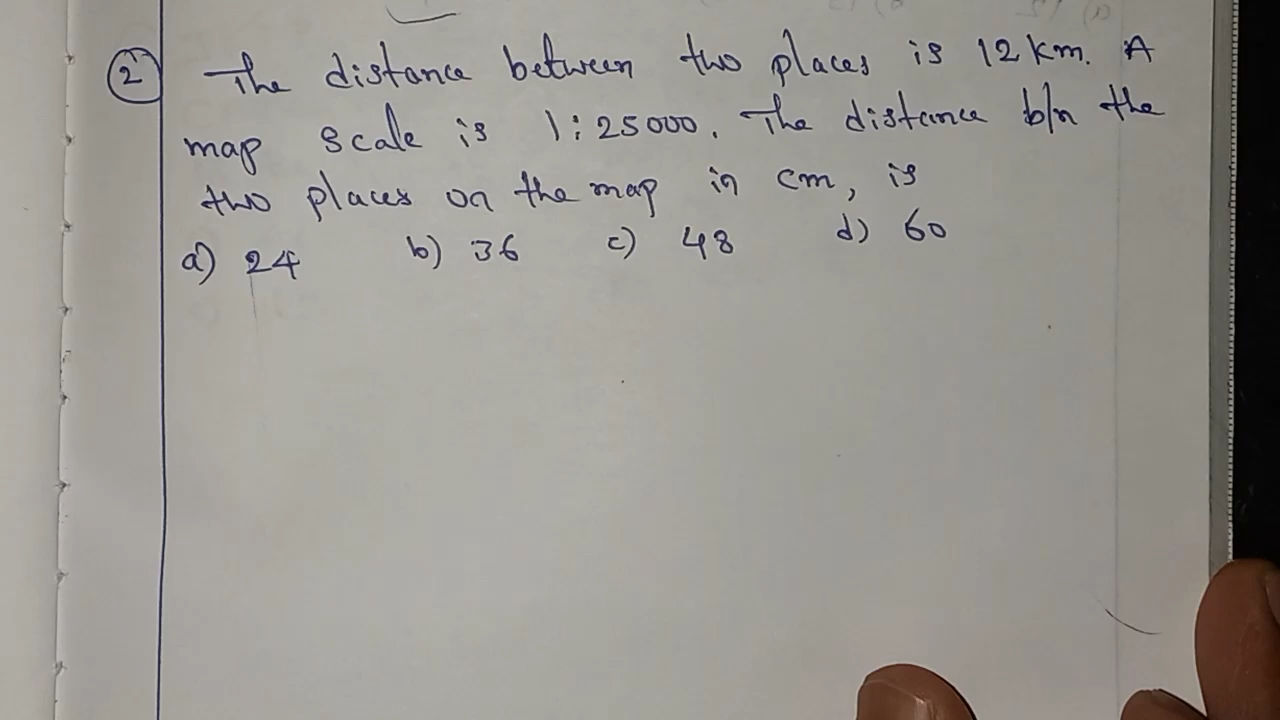 2 The distance between two places is 12 km. A
map scale is 1:25000. The distance b/n the
two places on the map in cm, is
a) 24 b) 36 c) 48 d) 60